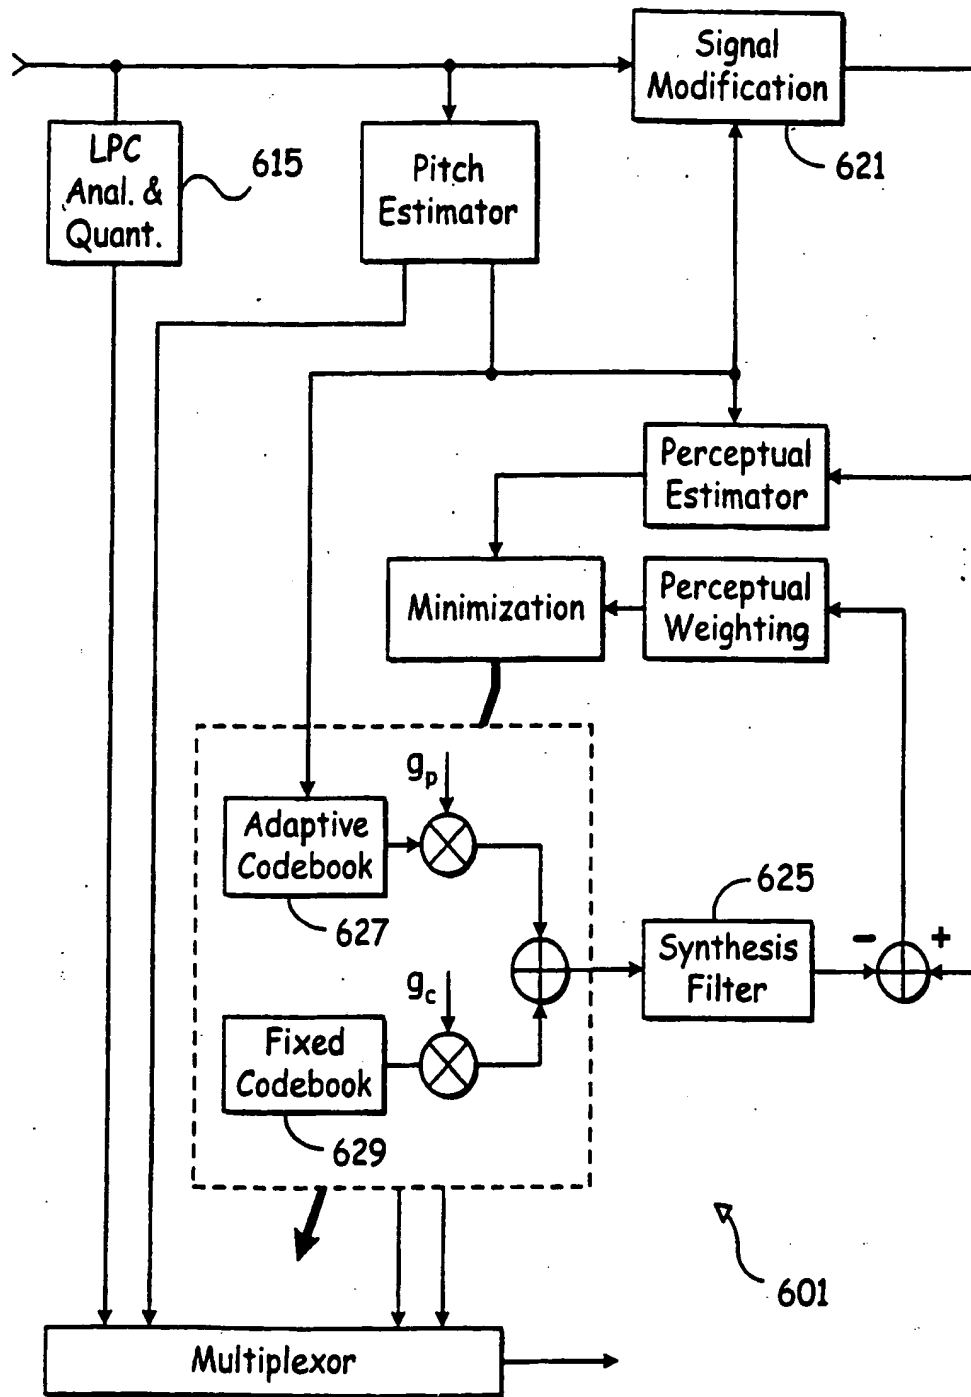 Signal
Modification
621
LPC
Anal. &
Quant.
615
Pitch
Estimator
Perceptual
Estimator
Minimization
Perceptual
Weighting
gp
Adaptive
Codebook
627
625
Synthesis
Filter
- +
gc
Fixed
Codebook
629
601
Multiplexor